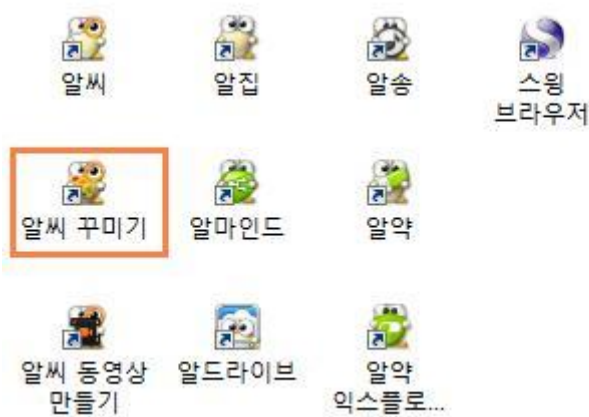 알씨
알집
알송
스윙
브라우저
알씨 꾸미기
알마인드
알약
알씨 동영상
만들기
알드라이브
알약
익스플로...